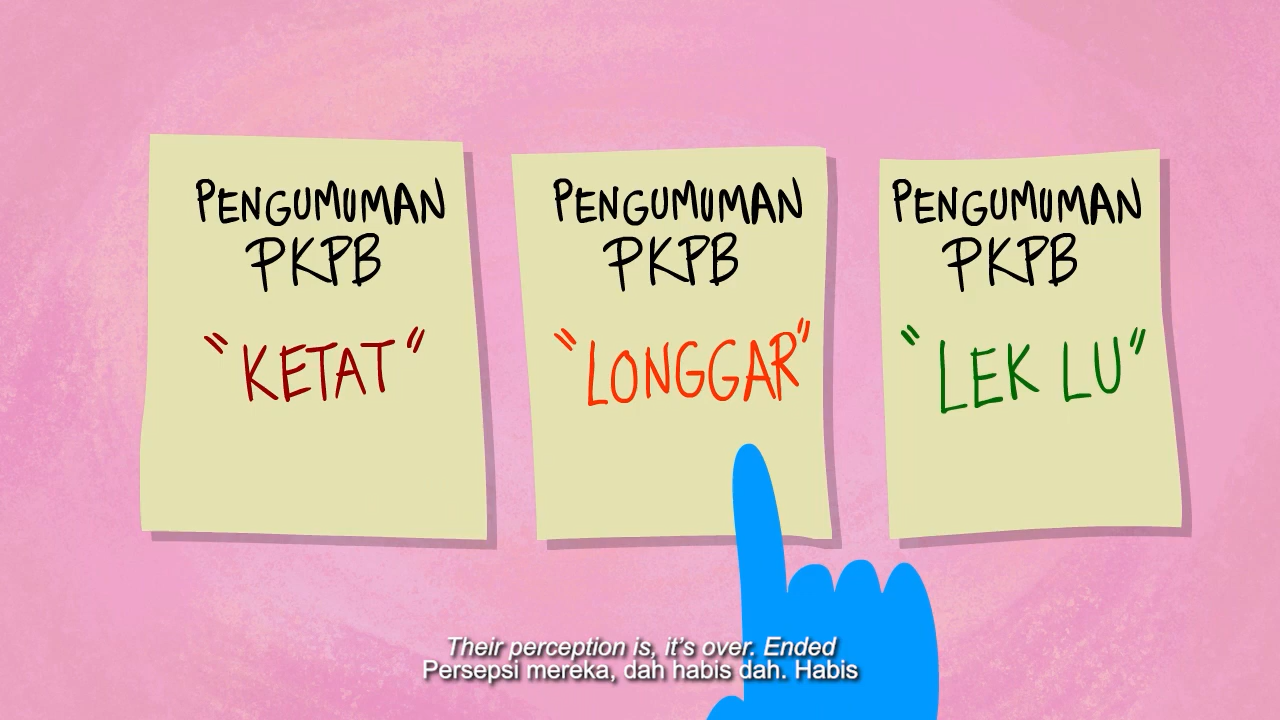 PENGUMUMAN
PKPB
"KETAT"
PENGUMUMAN
PKPB
"LONGGAR"
PENGUMUMAN
PKPB
"LEK LU"
Their perception is, it's over. Ended
Persepsi mereka, dah habis dah. Habis